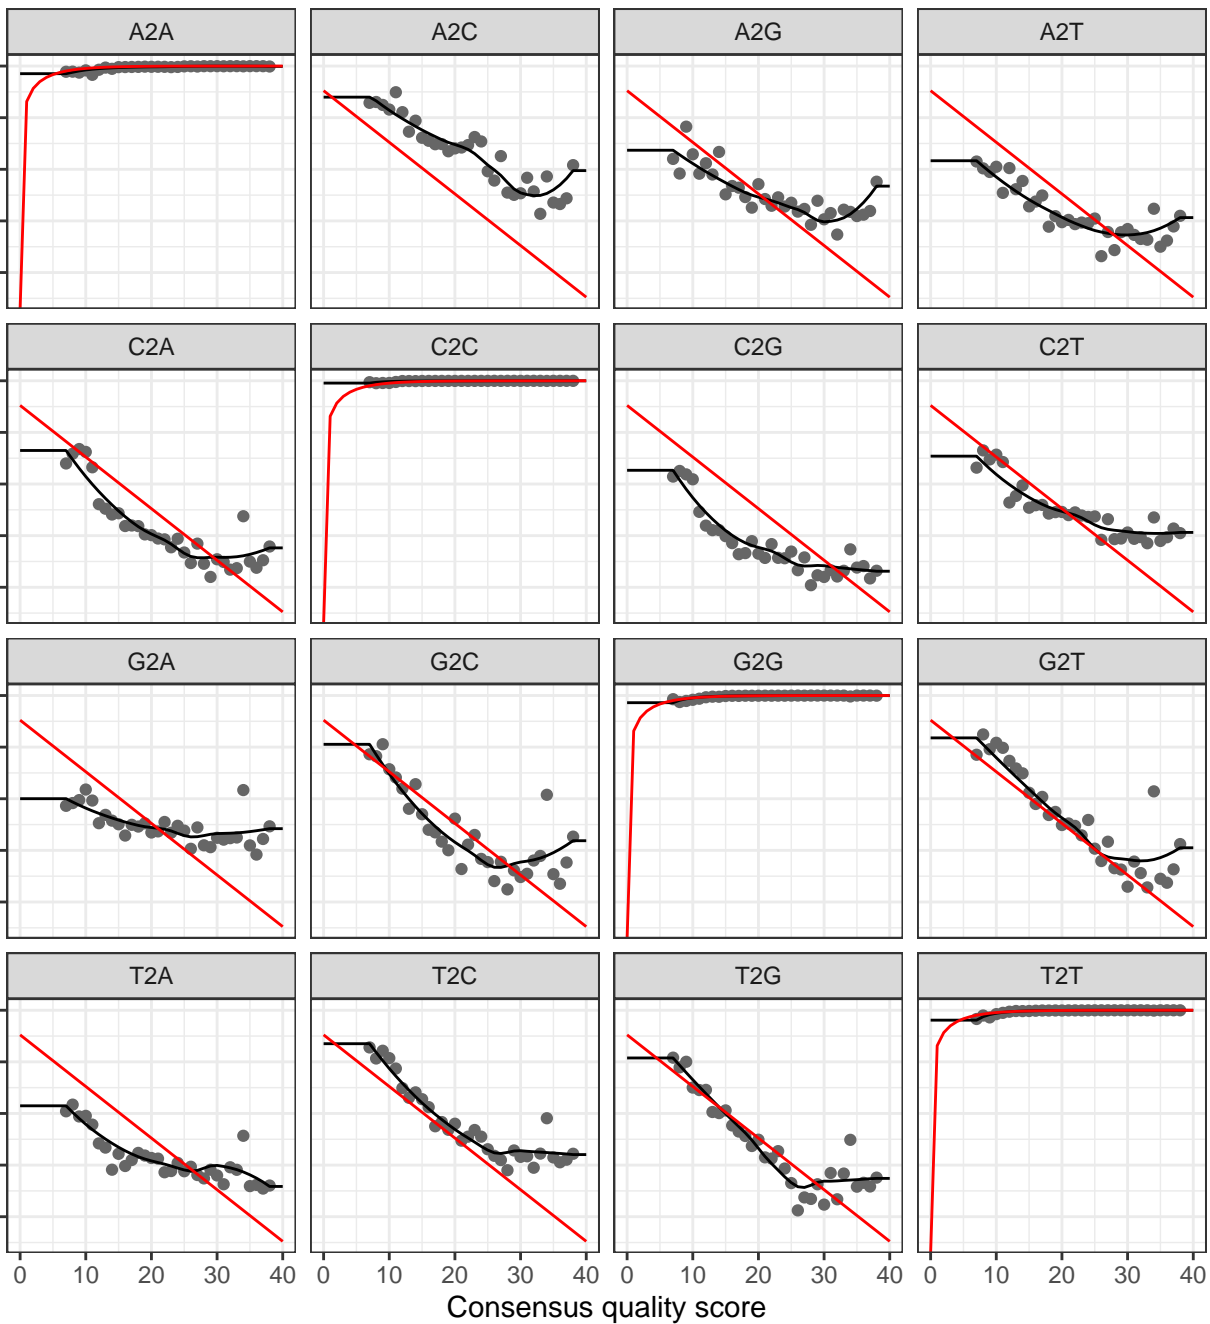 A2A A2C A2G A2T
C2A C2C C2G C2T
G2A G2C G2G G2T
T2A T2C T2G T2T
0 10 20 30 40 0 10 20 30 40 0 10 20 30 40 0 10 20 30 40
Consensus quality score